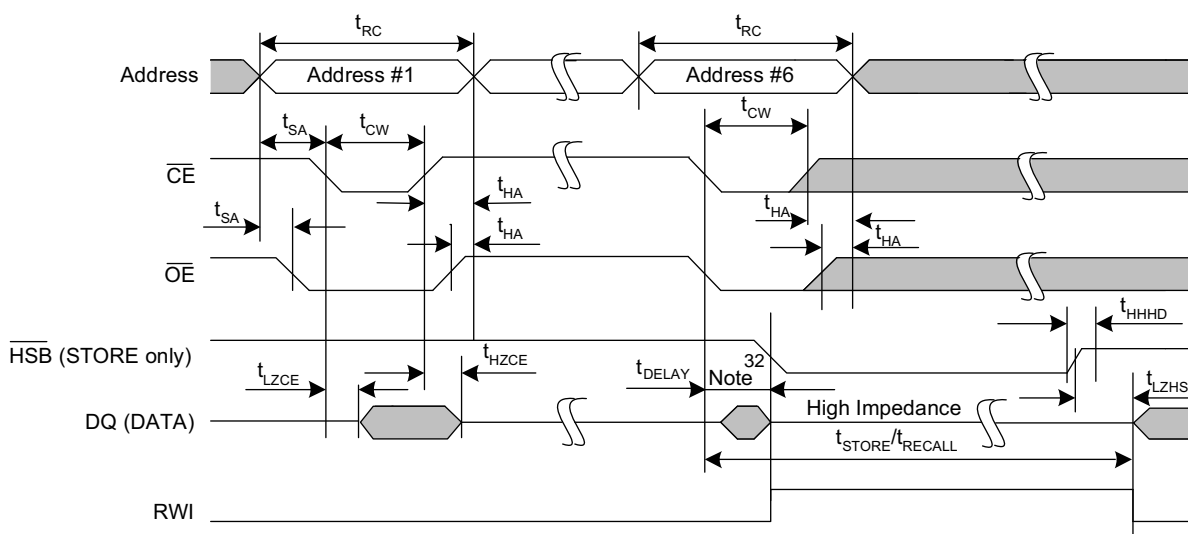 tRC tRC
Address Address #1 Address #6
tCW
tSA tCW
CE
tHA tHA
tSA tHA tHA
OE
tHHHD
HSB (STORE only)
tHZCE tDELAY Note 32
tLZCE tLZHS
DQ (DATA) High Impedance
tSTORE/tRECALL
RWI